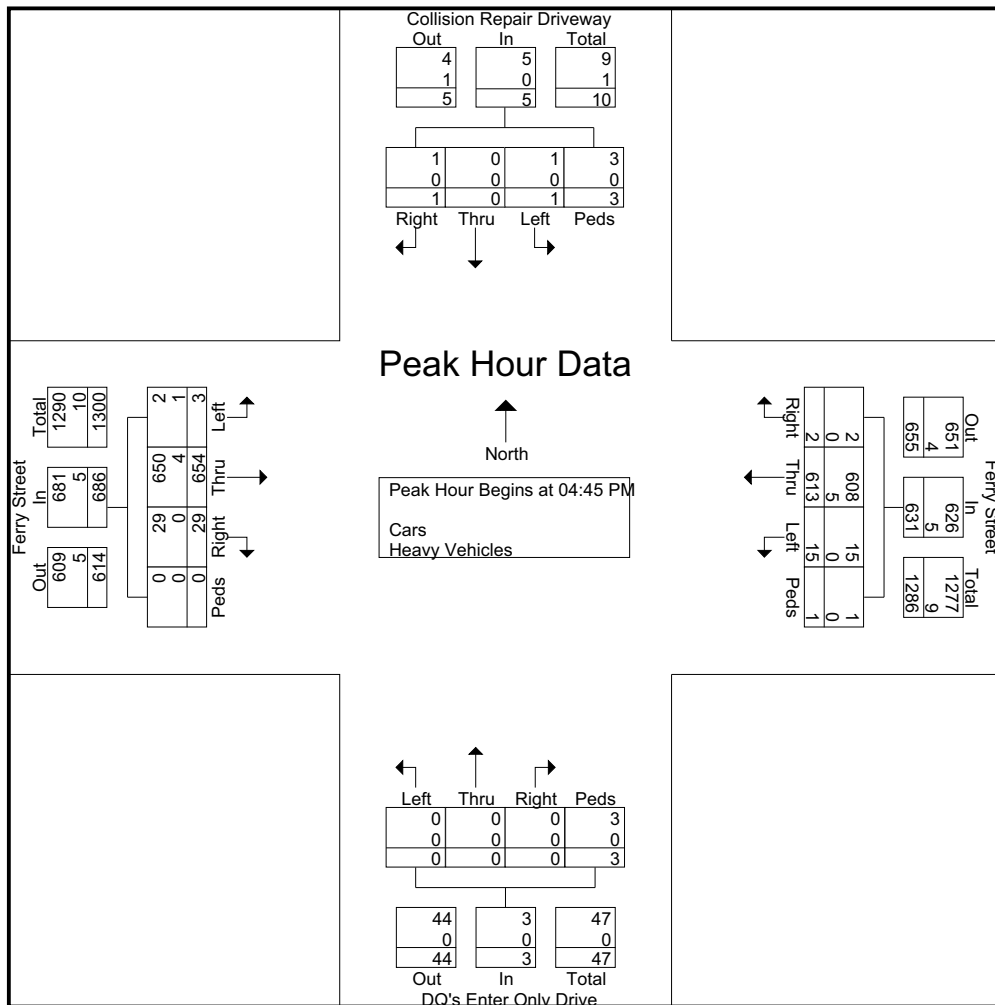 Collision Repair Driveway
Out In Total
4 5 9
1 0 1
5 5 10
1 0 1 3
0 0 0 0
1 0 1 3
Right Thru Left Peds
Peak Hour Data
North
Peak Hour Begins at 04:45 PM
Cars
Heavy Vehicles
Ferry Street
Total In Out
1290 681 609
10 5 5
1300 686 614
2 650 29 0
1 4 0 0
3 654 29 0
Left Thru Right Peds
Ferry Street
Out In Total
651 626 1277
4 5 9
655 631 1286
2 608 15 1
0 5 0 0
2 613 15 1
Right Thru Left Peds
Left Thru Right Peds
0 0 0 3
0 0 0 0
0 0 0 3
44 3 47
0 0 0
44 3 47
Out In Total
DQ's Enter Only Drive